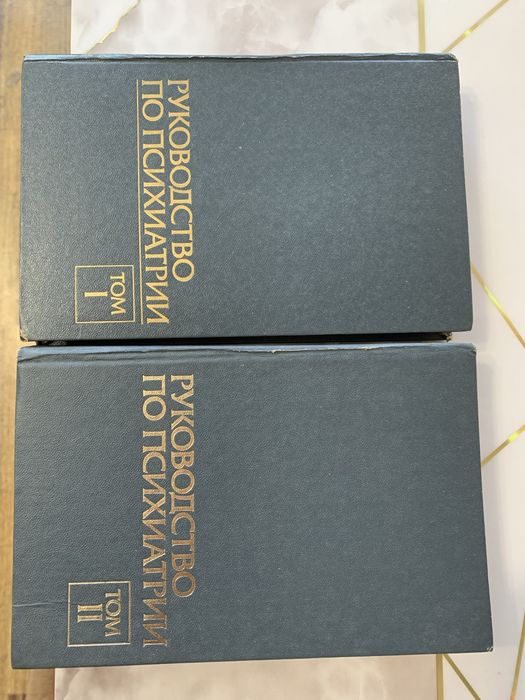 РУКОВОДСТВО
ПО ПСИХИАТРИИ
ТОМ
I
РУКОВОДСТВО
ПО ПСИХИАТРИИ
ТОМ
II